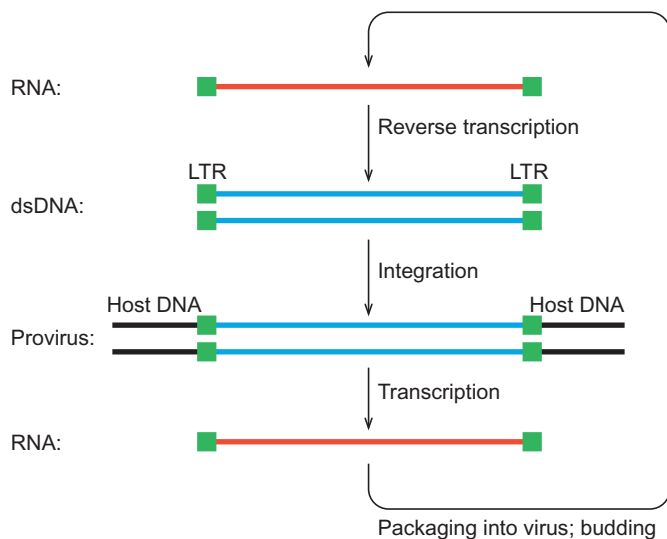 RNA:
Reverse transcription
LTR LTR
dsDNA:
Integration
Host DNA Host DNA
Provirus:
Transcription
RNA:
Packaging into virus; budding